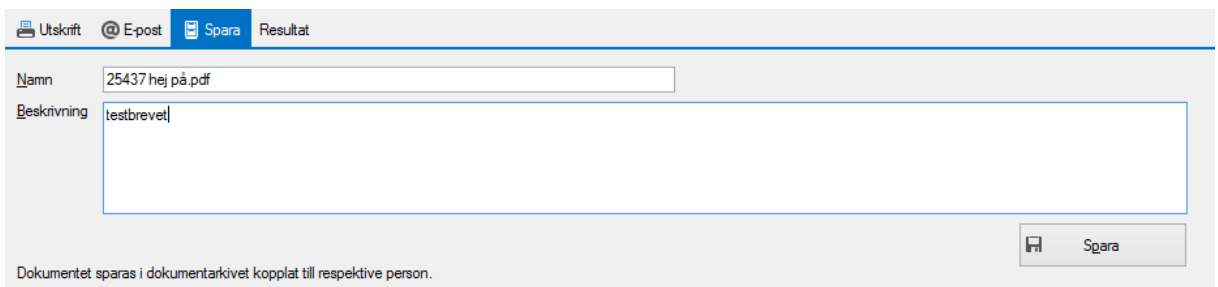 Utskrift E-post Spara Resultat
Namn 25437 hej på.pdf
Beskrivning testbrevet
Spara
Dokumentet sparas i dokumentarkivet kopplat till respektive person.